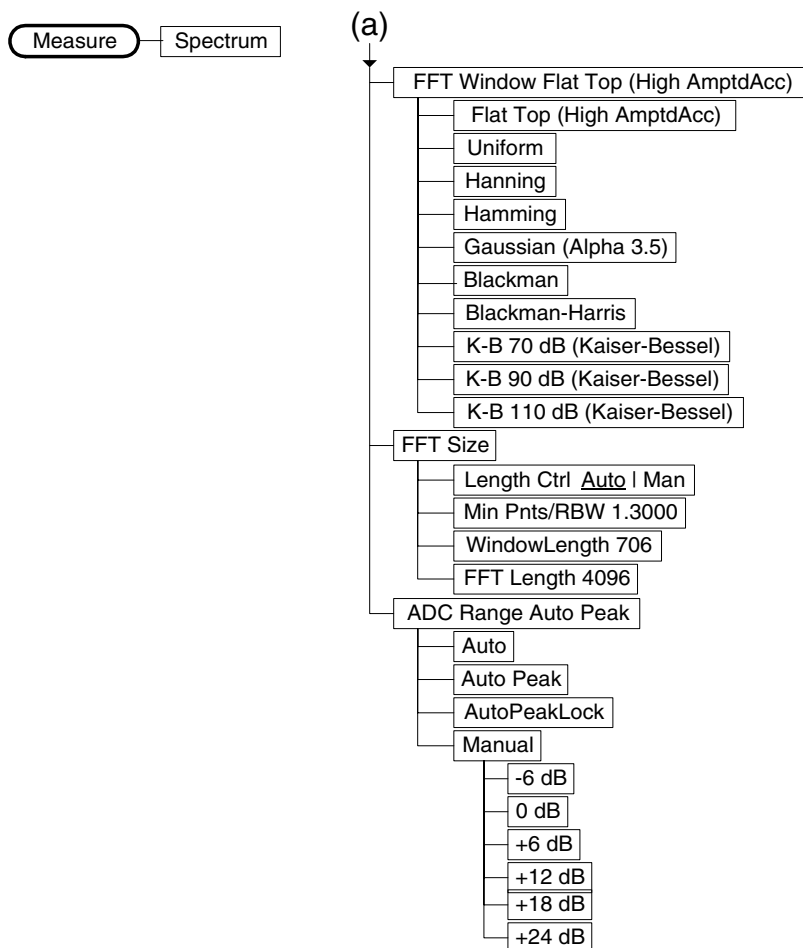 (a)
Measure Spectrum
FFT Window Flat Top (High AmptdAcc)
Flat Top (High AmptdAcc)
Uniform
Hanning
Hamming
Gaussian (Alpha 3.5)
Blackman
Blackman-Harris
K-B 70 dB (Kaiser-Bessel)
K-B 90 dB (Kaiser-Bessel)
K-B 110 dB (Kaiser-Bessel)
FFT Size
Length Ctrl Auto | Man
Min Pnts/RBW 1.3000
WindowLength 706
FFT Length 4096
ADC Range Auto Peak
Auto
Auto Peak
AutoPeakLock
Manual
-6 dB
0 dB
+6 dB
+12 dB
+18 dB
+24 dB